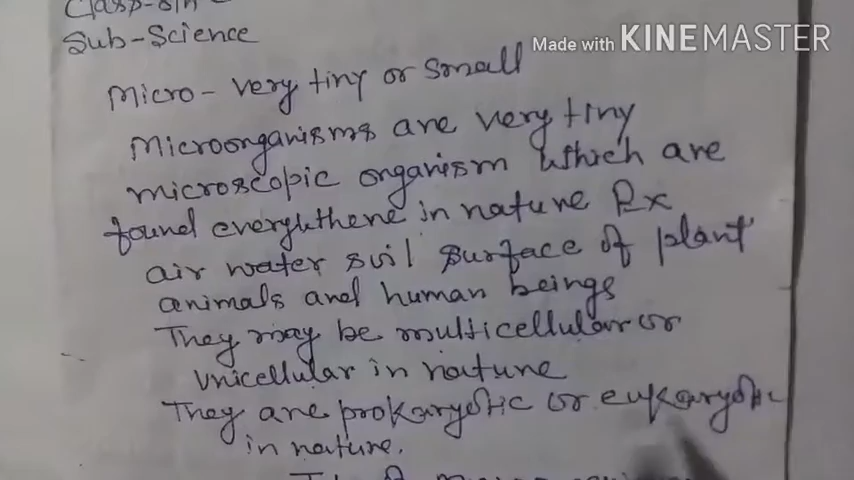 Sub-Science
Made with KINEMASTER
Micro - very tiny or small
Microorganisms are very tiny
microscopic organism which are
found everywhere in nature Ex
air water soil surface of plant
animals and human beings
They may be multicellular or
Unicellular in nature
They are prokaryotic or eukaryotic
in nature.